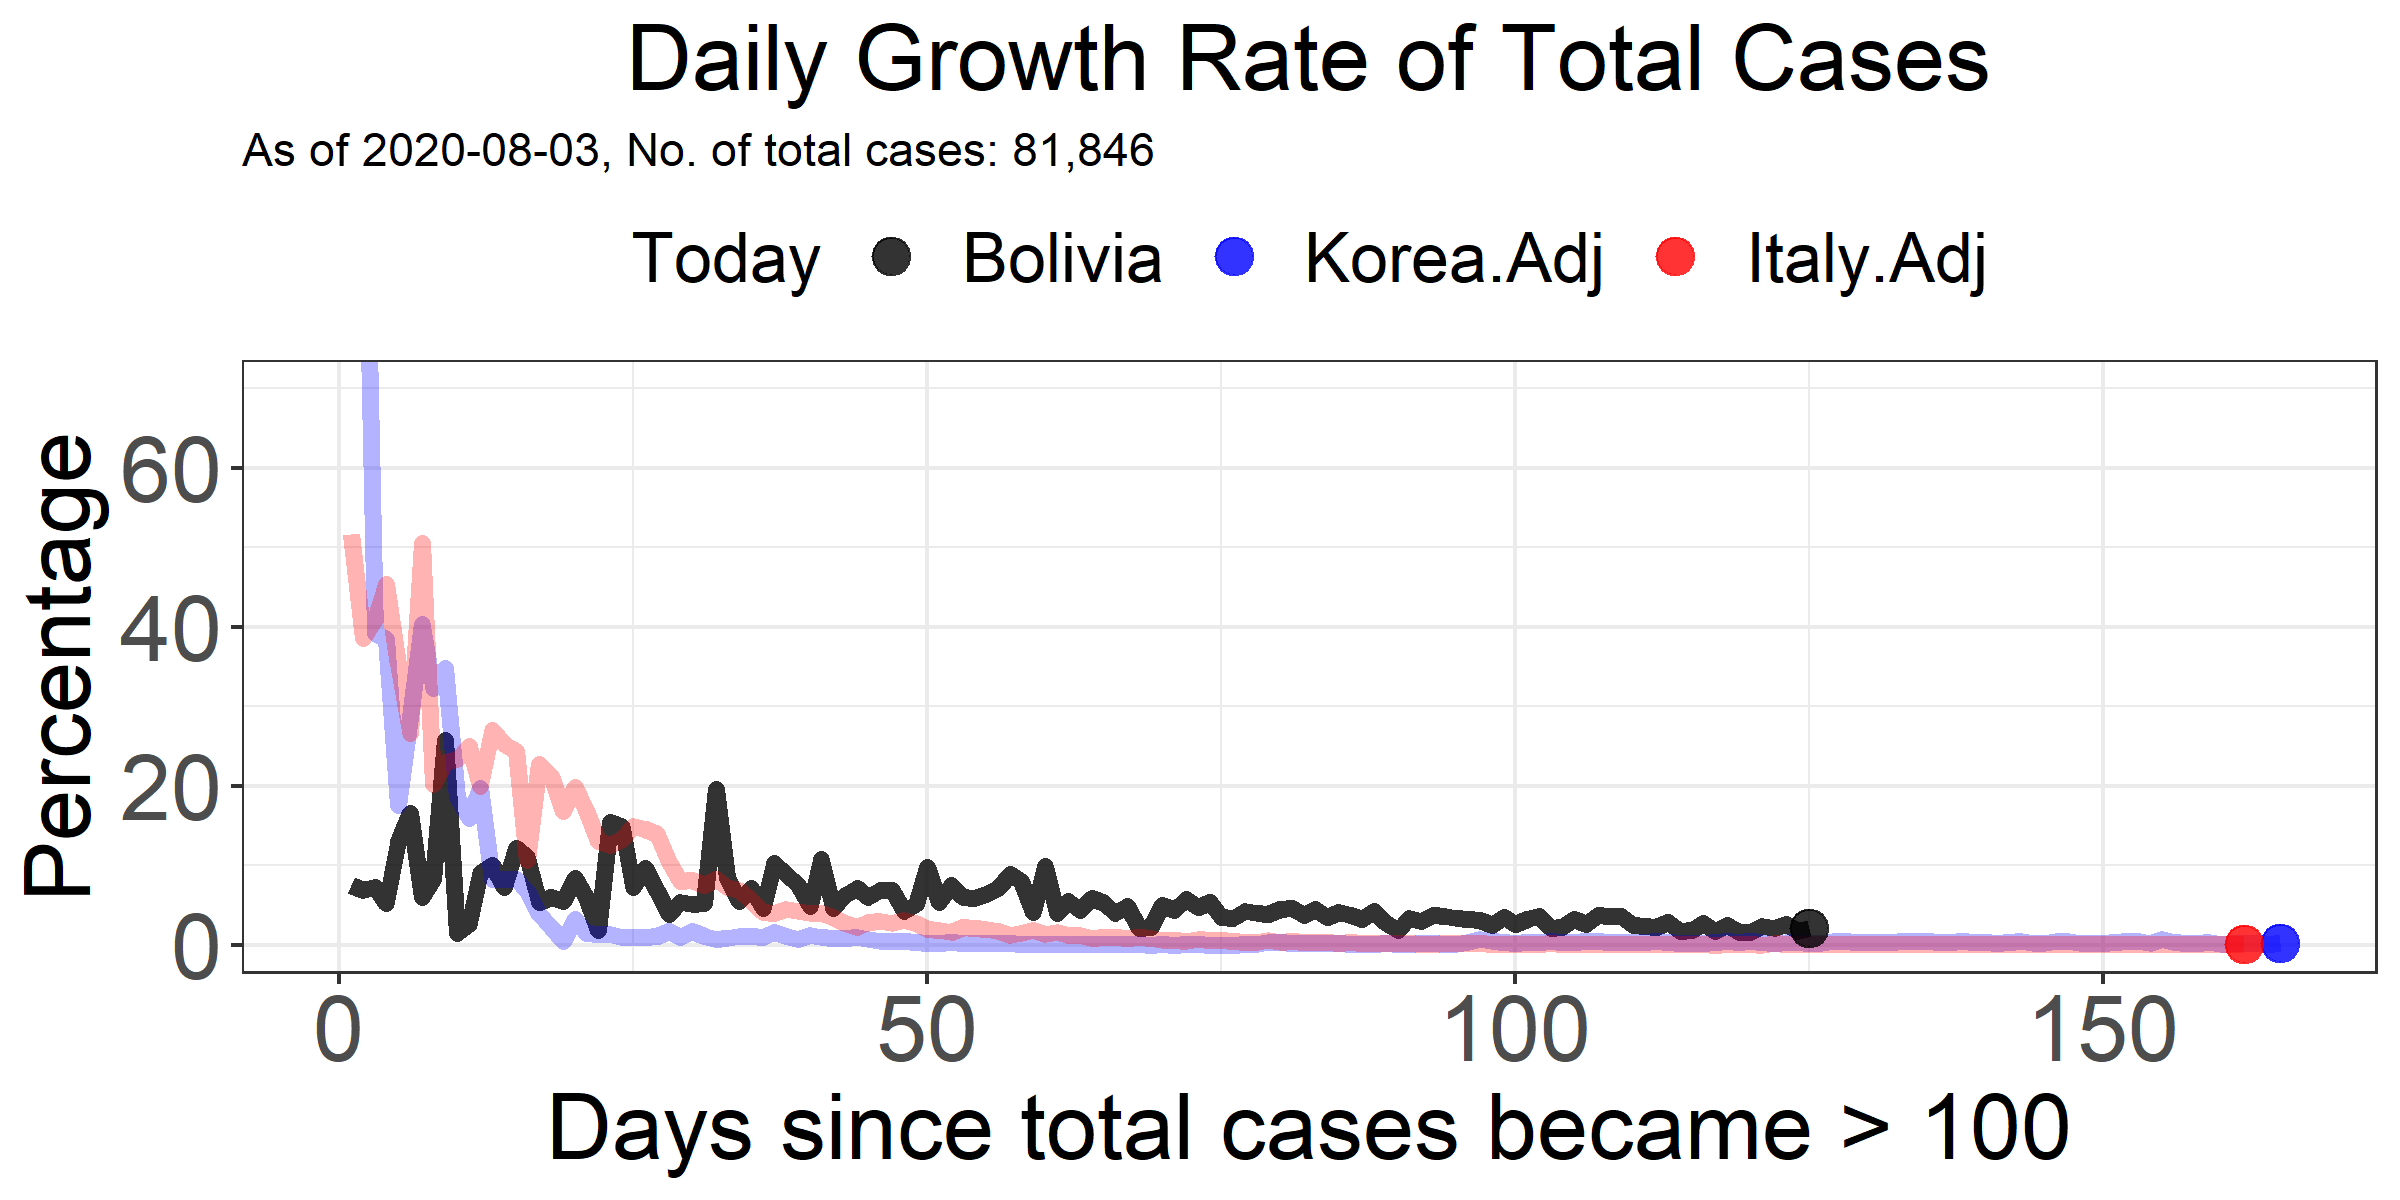 Daily Growth Rate of Total Cases
As of 2020-08-03, No. of total cases: 81,846
Today Bolivia Korea.Adj Italy.Adj
Percentage
60
40
20
0
0 50 100 150
Days since total cases became > 100